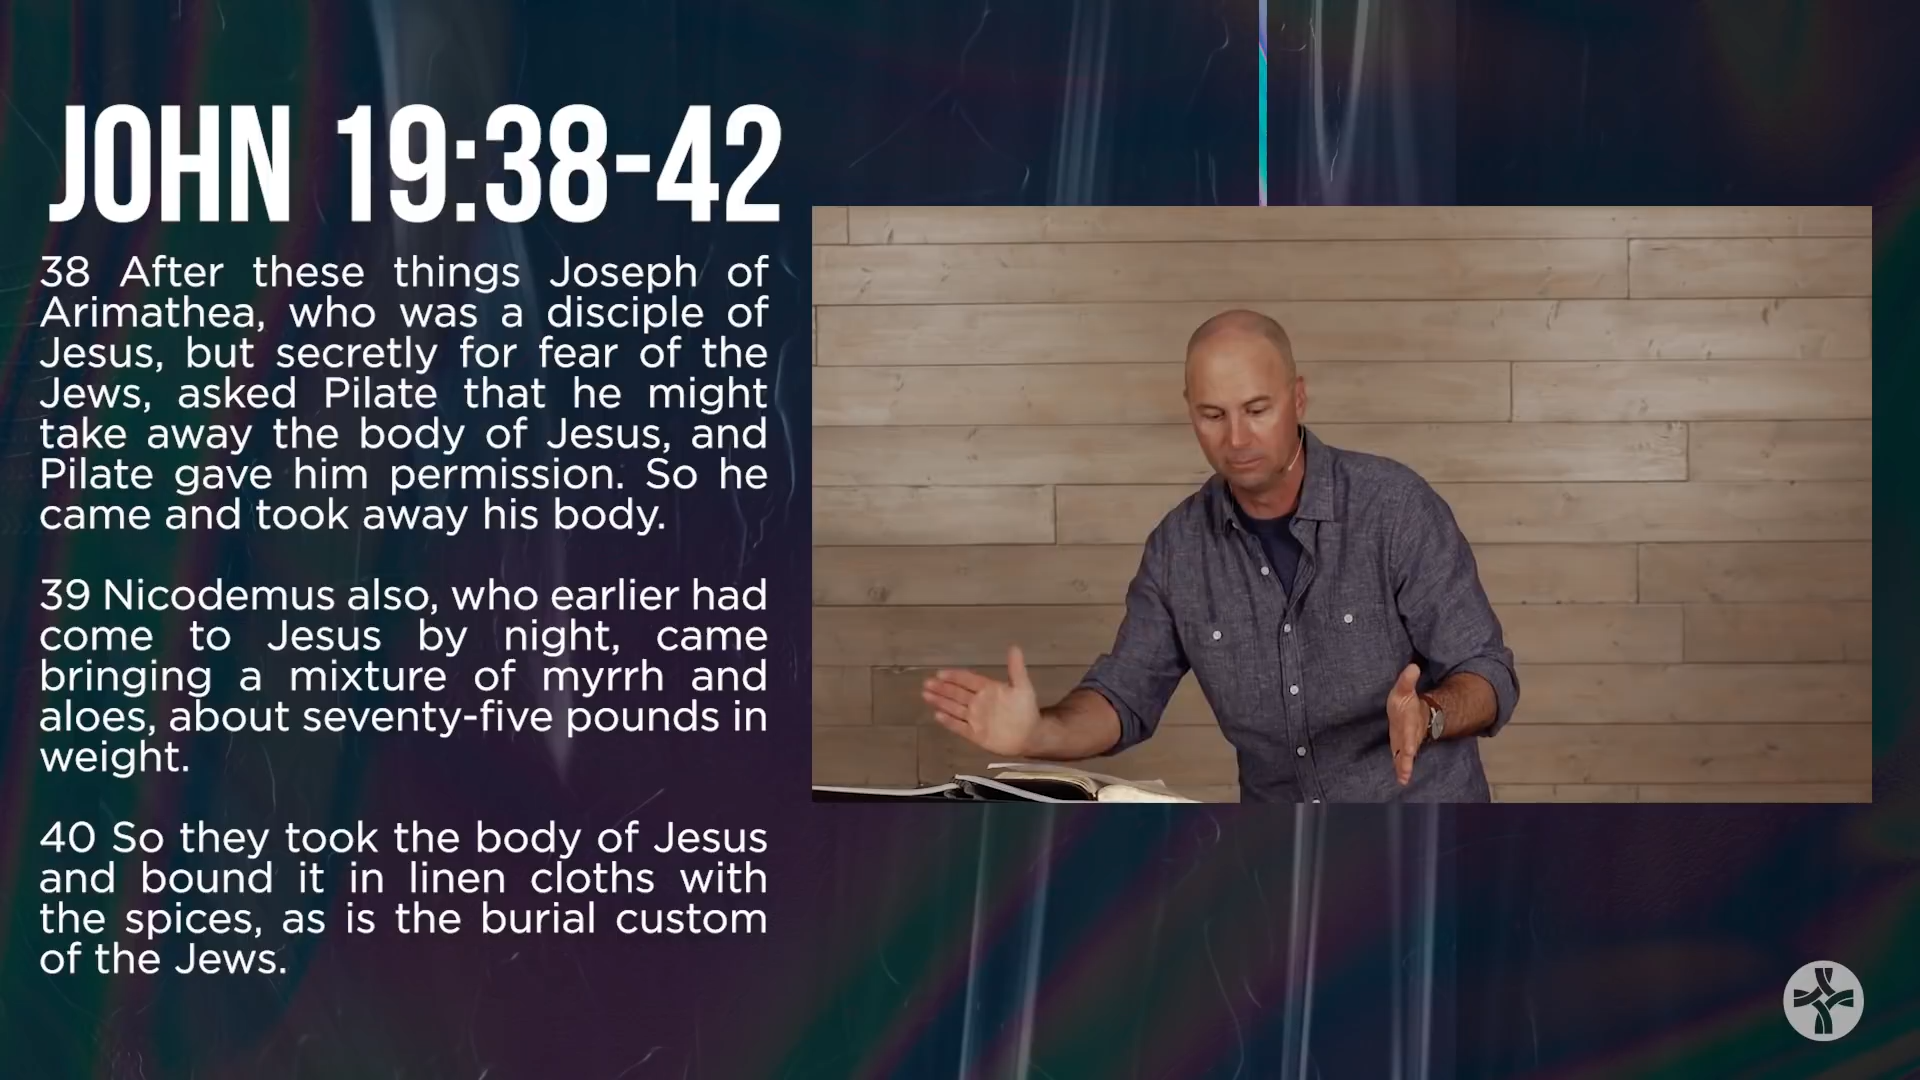 JOHN 19:38-42
38 After these things Joseph of
Arimathea, who was a disciple of
Jesus, but secretly for fear of the
Jews, asked Pilate that he might
take away the body of Jesus, and
Pilate gave him permission. So he
came and took away his body.
39 Nicodemus also, who earlier had
come to Jesus by night, came
bringing a mixture of myrrh and
aloes, about seventy-five pounds in
weight.
40 So they took the body of Jesus
and bound it in linen cloths with
the spices, as is the burial custom
of the Jews.